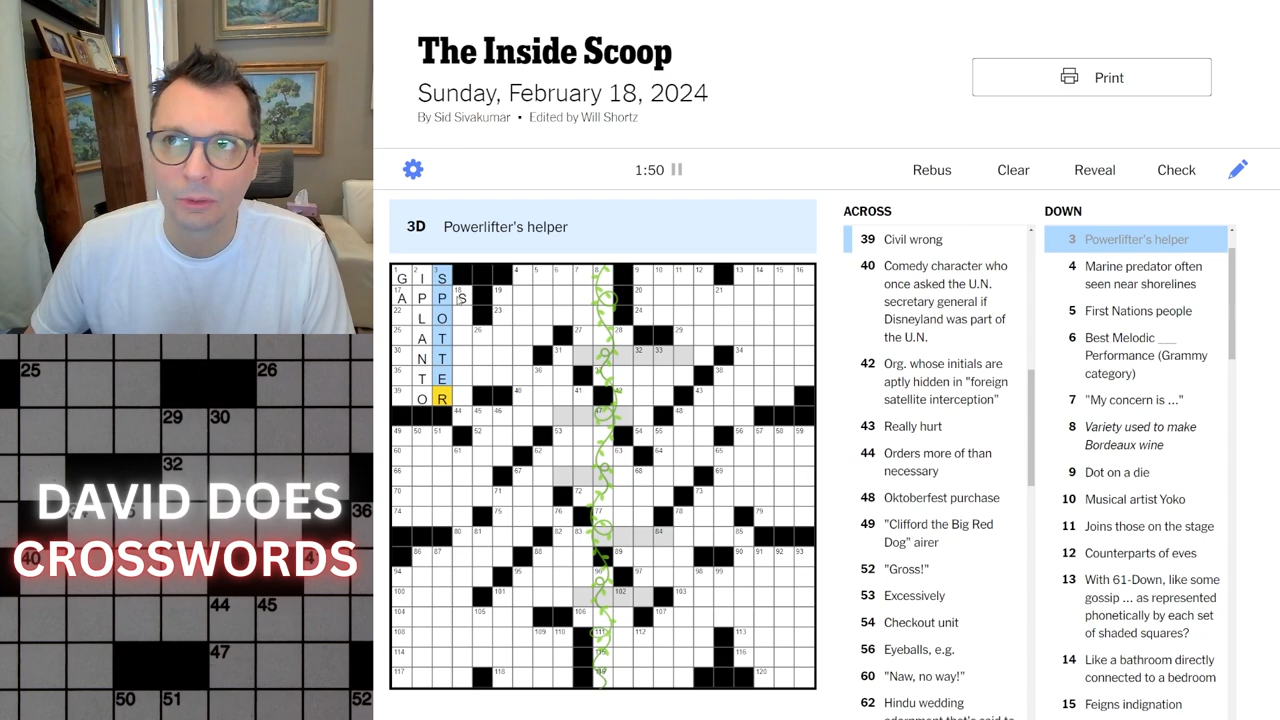 The Inside Scoop
Sunday, February 18, 2024
By Sid Sivakumar • Edited by Will Shortz
Print
1:50
Rebus
Clear
Reveal
Check
3D Powerlifter's helper
G I S
A P P S
L O
A T
N T
T E
O R
ACROSS
39 Civil wrong
40 Comedy character who
once asked the U.N.
secretary general if
Disneyland was part of
the U.N.
42 Org. whose initials are
aptly hidden in "foreign
satellite interception"
43 Really hurt
44 Orders more of than
necessary
48 Oktoberfest purchase
49 "Clifford the Big Red
Dog" airer
52 "Gross!"
53 Excessively
54 Checkout unit
56 Eyeballs, e.g.
60 "Naw, no way!"
62 Hindu wedding
DOWN
3 Powerlifter's helper
4 Marine predator often
seen near shorelines
5 First Nations people
6 Best Melodic ___
Performance (Grammy
category)
7 "My concern is ..."
8 Variety used to make
Bordeaux wine
9 Dot on a die
10 Musical artist Yoko
11 Joins those on the stage
12 Counterparts of eves
13 With 61-Down, like some
gossip ... as represented
phonetically by each set
of shaded squares?
14 Like a bathroom directly
connected to a bedroom
15 Feigns indignation
25
26
29 30
32
36
DAVID DOES
CROSSWORDS
44 45
47
50 51
52